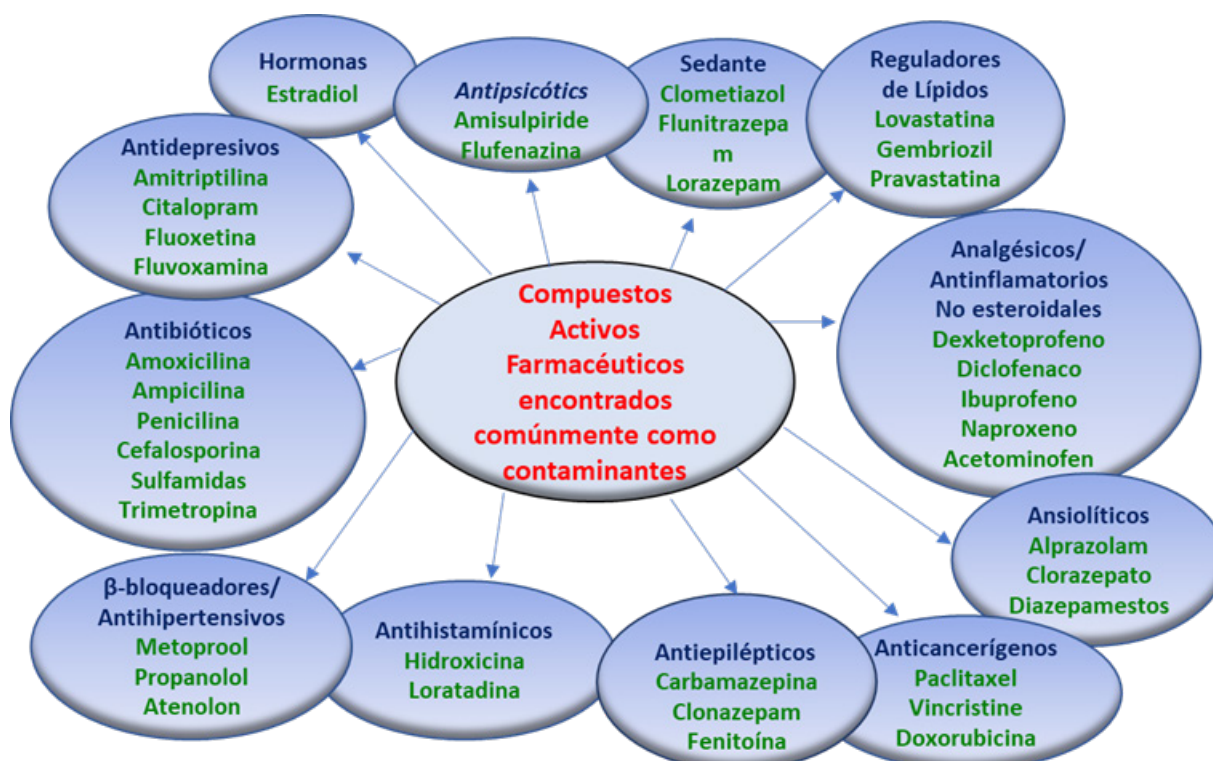 Hormonas
Estradiol
Antipsicótics
Amisulpiride
Flufenazina
Sedante
Clometiazol
Flunitrazepa
m
Lorazepam
Reguladores
de Lípidos
Lovastatina
Gembriozil
Pravastatina
Antidepresivos
Amitriptilina
Citalopram
Fluoxetina
Fluvoxamina
Analgésicos/
Antinflamatorios
No esteroidales
Dexketoprofeno
Diclofenaco
Ibuprofeno
Naproxeno
Acetominofen
Compuestos
Activos
Farmacéuticos
encontrados
comúnmente como
contaminantes
Antibióticos
Amoxicilina
Ampicilina
Penicilina
Cefalosporina
Sulfamidas
Trimetropina
Ansiolíticos
Alprazolam
Clorazepato
Diazepamestos
β-bloqueadores/
Antihipertensivos
Metoprool
Propanolol
Atenolon
Antihistamínicos
Hidroxicina
Loratadina
Antiepilépticos
Carbamazepina
Clonazepam
Fenitoína
Anticancerígenos
Paclitaxel
Vincristine
Doxorubicina